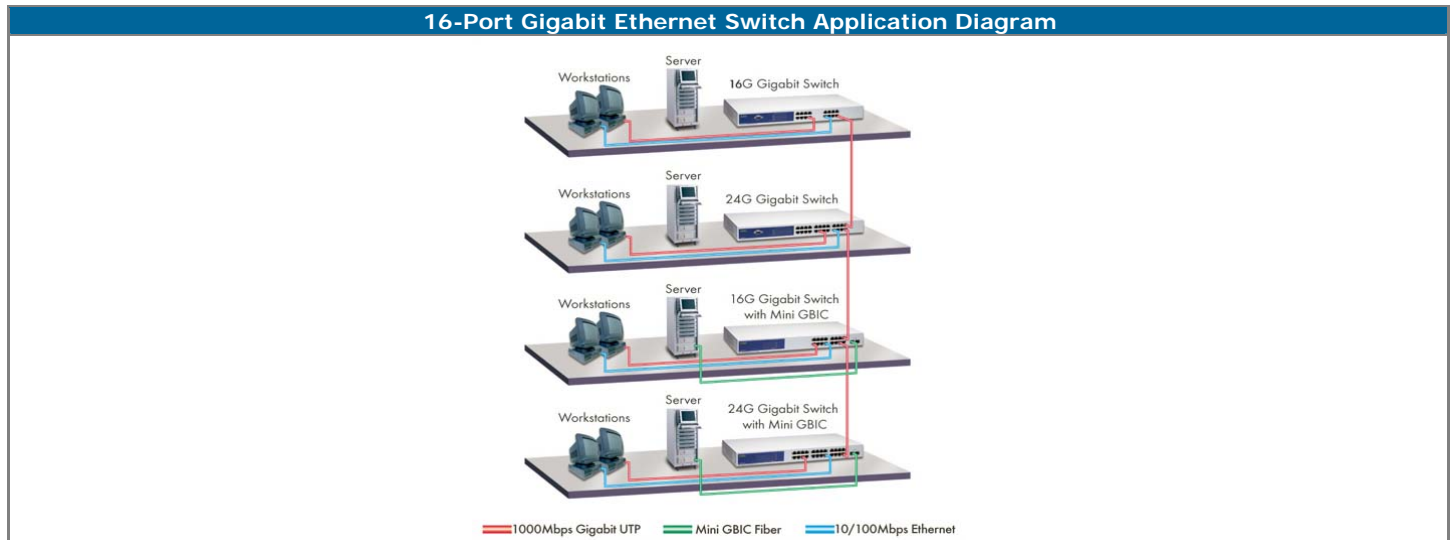 16-Port Gigabit Ethernet Switch Application Diagram
Server
Workstations
16G Gigabit Switch
Server
Workstations
24G Gigabit Switch
Server
Workstations
16G Gigabit Switch
with Mini GBIC
Server
Workstations
24G Gigabit Switch
with Mini GBIC
1000Mbps Gigabit UTP
Mini GBIC Fiber
10/100Mbps Ethernet